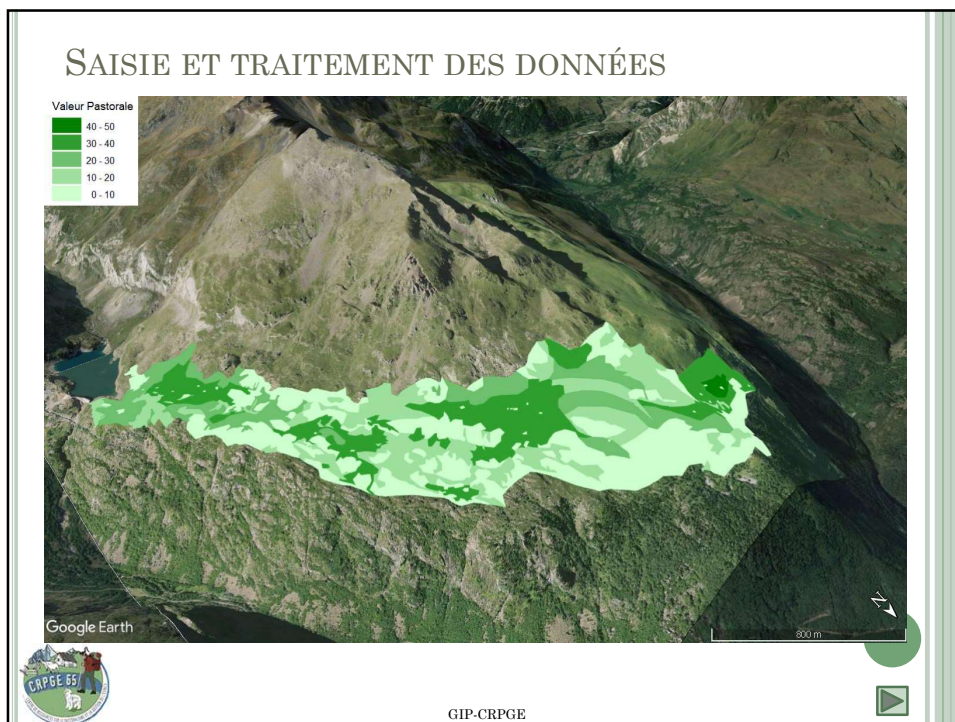 SAISIE ET TRAITEMENT DES DONNÉES
Valeur Pastorale
40 - 50
30 - 40
20 - 30
10 - 20
0 - 10
N
Google Earth
800 m
CRPGE 65
GIP-CRPGE